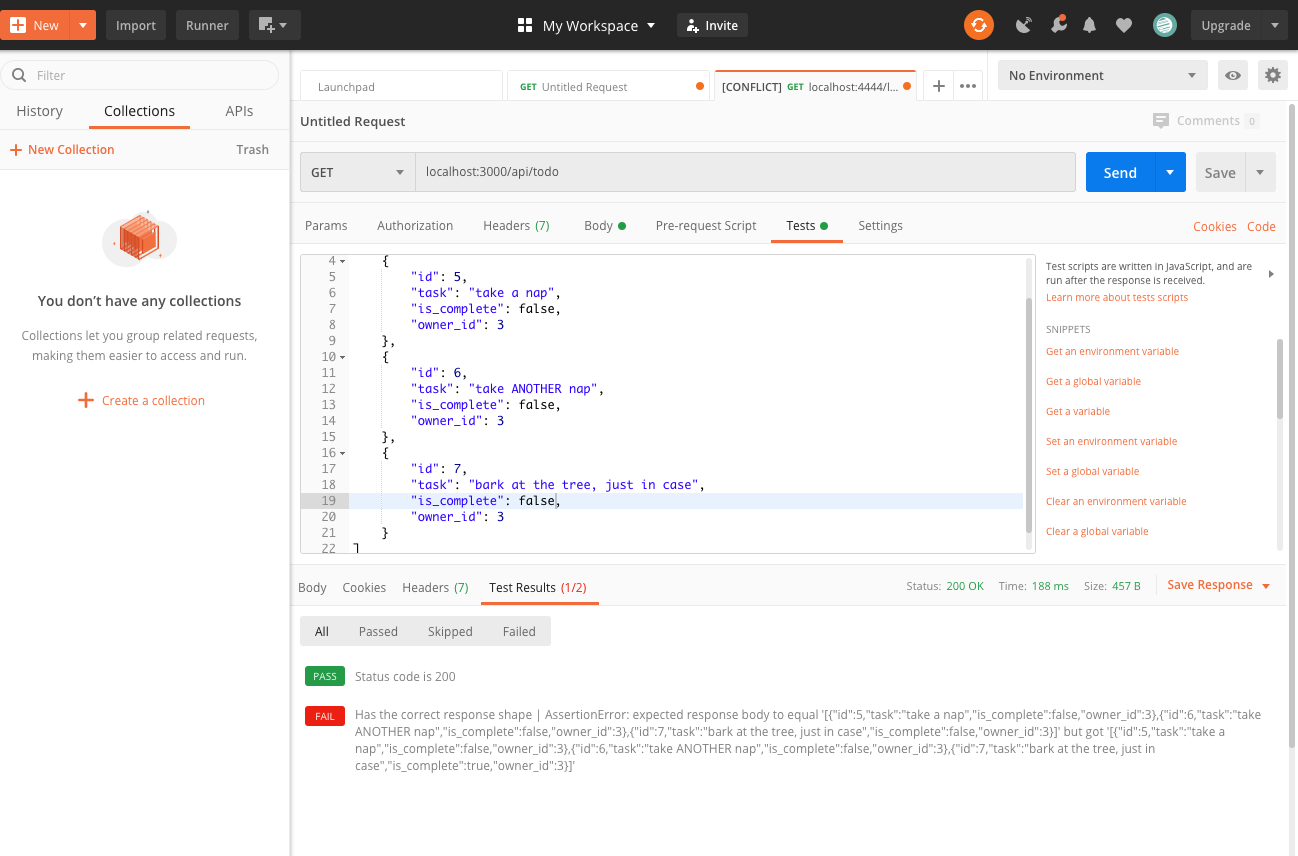 New
Import
Runner
My Workspace
Invite
Upgrade
Filter
History
Collections
APIs
New Collection
Trash
You don’t have any collections
Collections let you group related requests,
making them easier to access and run.
Create a collection
Launchpad
GET Untitled Request
[CONFLICT] GET localhost:4444/l...
No Environment
Untitled Request
Comments 0
GET
localhost:3000/api/todo
Send
Save
Params
Authorization
Headers (7)
Body
Pre-request Script
Tests
Settings
Cookies
Code
4 {
5 "id": 5,
6 "task": "take a nap",
7 "is_complete": false,
8 "owner_id": 3
9 },
10 {
11 "id": 6,
12 "task": "take ANOTHER nap",
13 "is_complete": false,
14 "owner_id": 3
15 },
16 {
17 "id": 7,
18 "task": "bark at the tree, just in case",
19 "is_complete": false,
20 "owner_id": 3
21 }
22 ]
Test scripts are written in JavaScript, and are
run after the response is received.
Learn more about tests scripts
SNIPPETS
Get an environment variable
Get a global variable
Get a variable
Set an environment variable
Set a global variable
Clear an environment variable
Clear a global variable
Body
Cookies
Headers (7)
Test Results (1/2)
Status: 200 OK
Time: 188 ms
Size: 457 B
Save Response
All
Passed
Skipped
Failed
PASS Status code is 200
FAIL Has the correct response shape | AssertionError: expected response body to equal '[{"id":5,"task":"take a nap","is_complete":false,"owner_id":3},{"id":6,"task":"take
ANOTHER nap","is_complete":false,"owner_id":3},{"id":7,"task":"bark at the tree, just in case","is_complete":false,"owner_id":3}]' but got '[{"id":5,"task":"take a
nap","is_complete":false,"owner_id":3},{"id":6,"task":"take ANOTHER nap","is_complete":false,"owner_id":3},{"id":7,"task":"bark at the tree, just in
case","is_complete":true,"owner_id":3}]'